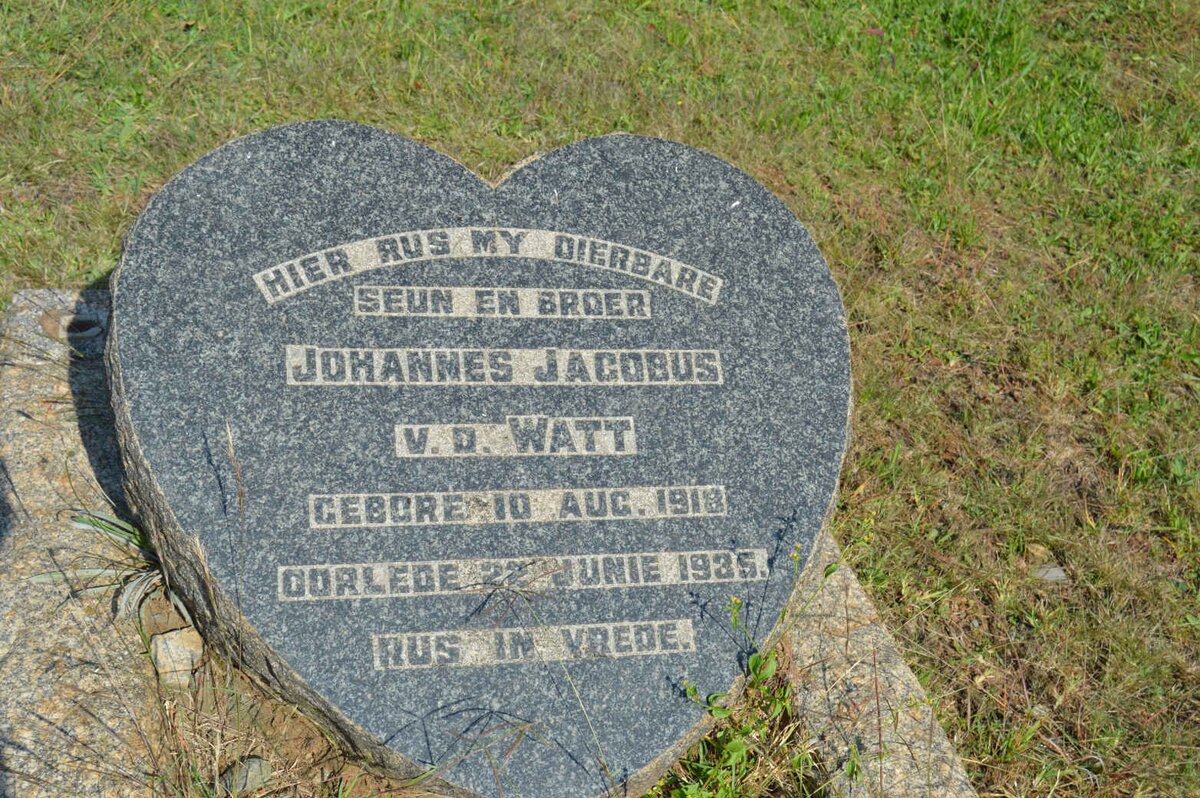 HIER RUS MY DIERBARE
SEUN EN BROER
JOHANNES JACOBUS
V.D. WATT
GEBORE 10 AUG. 1918
OORLEDE JUNIE 1935.
RUS IN VREDE.